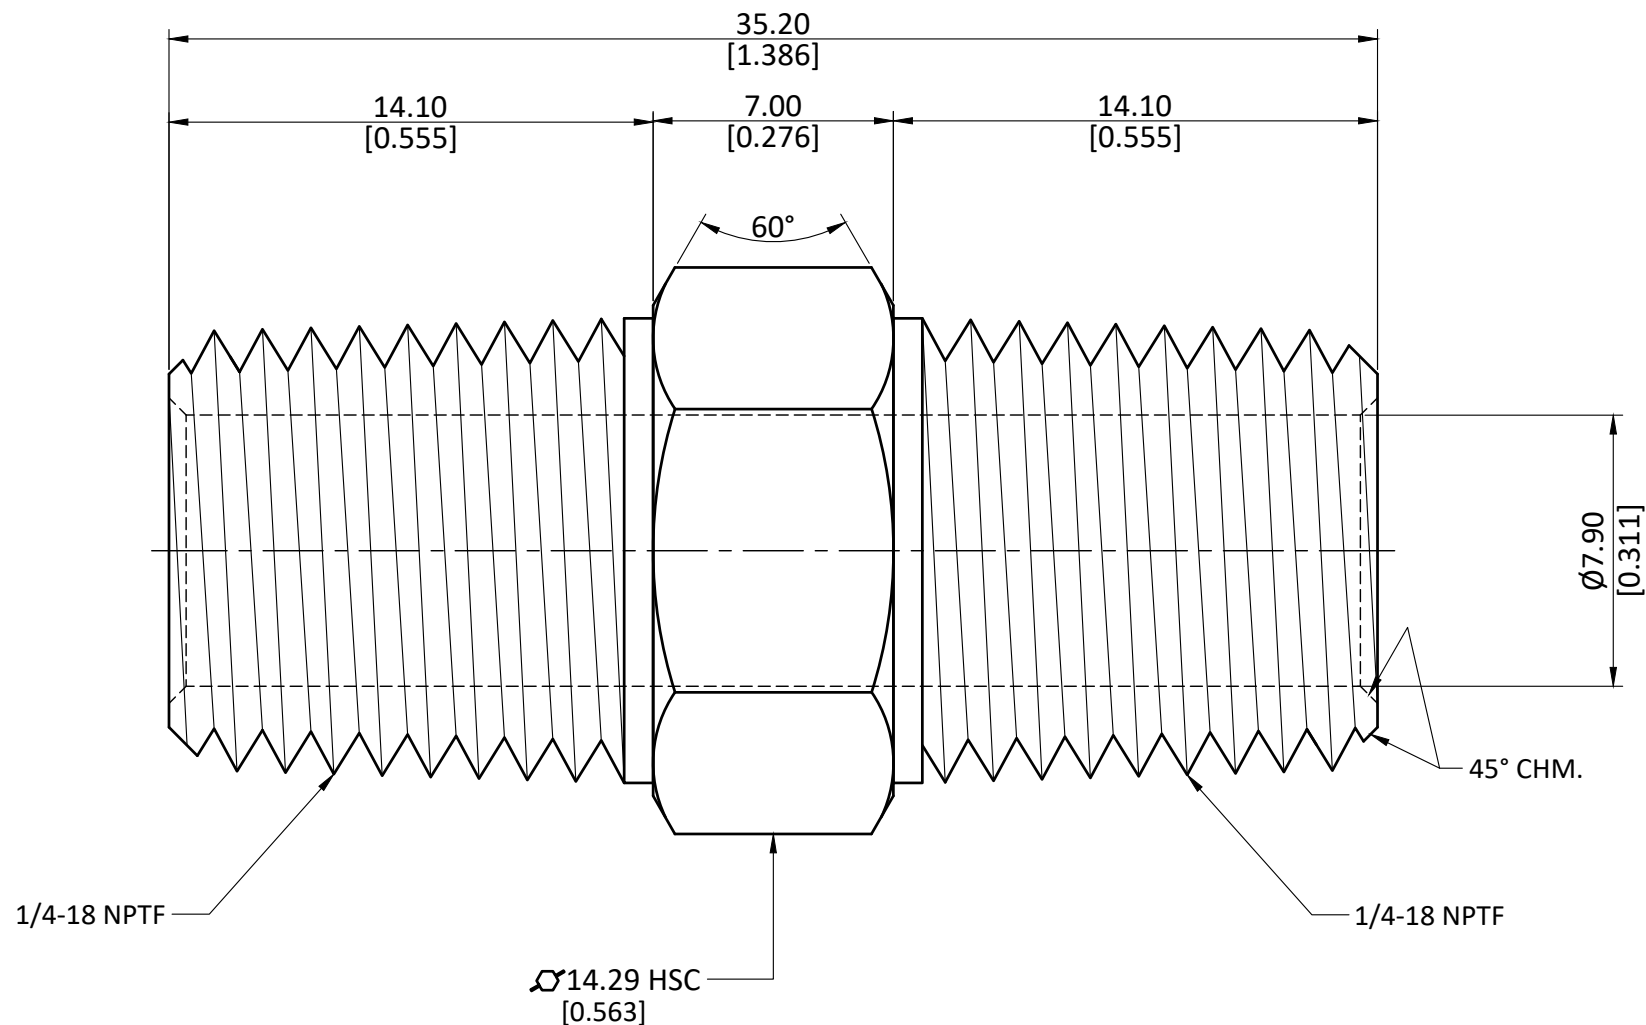 35.20
[1.386]
14.10
[0.555]
7.00
[0.276]
14.10
[0.555]
60°
Ø7.90
[0.311]
45° CHM.
1/4-18 NPTF
1/4-18 NPTF
14.29 HSC
[0.563]